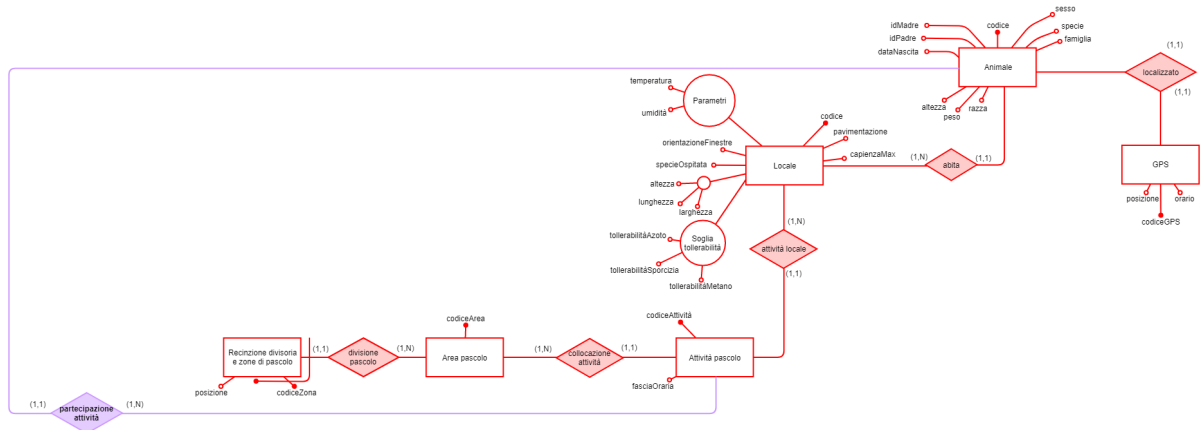 sesso
idMadre
codice
specie
idPadre
famiglia
dataNascita
(1,1)
Animale
localizzato
temperatura
(1,1)
Parametri
altezza
razza
peso
umidità
codice
pavimentazione
orientazioneFinestre
capienzaMax
specieOspitata
Locale
(1,N)
abita
(1,1)
GPS
altezza
lunghezza
larghezza
posizione
orario
codiceGPS
(1,N)
tollerabilitáAzoto
Soglia
tollerabilità
attività locale
tollerabilitáSporcizia
(1,1)
tollerabilitáMetano
codiceArea
codiceAttività
Recinzione divisoria
e zone di pascolo
(1,1)
divisione
pascolo
(1,N)
Area pascolo
(1,N)
collocazione
attività
(1,1)
Attività pascolo
posizione
codiceZona
fasciaOraria
(1,1)
partecipazione
attività
(1,N)